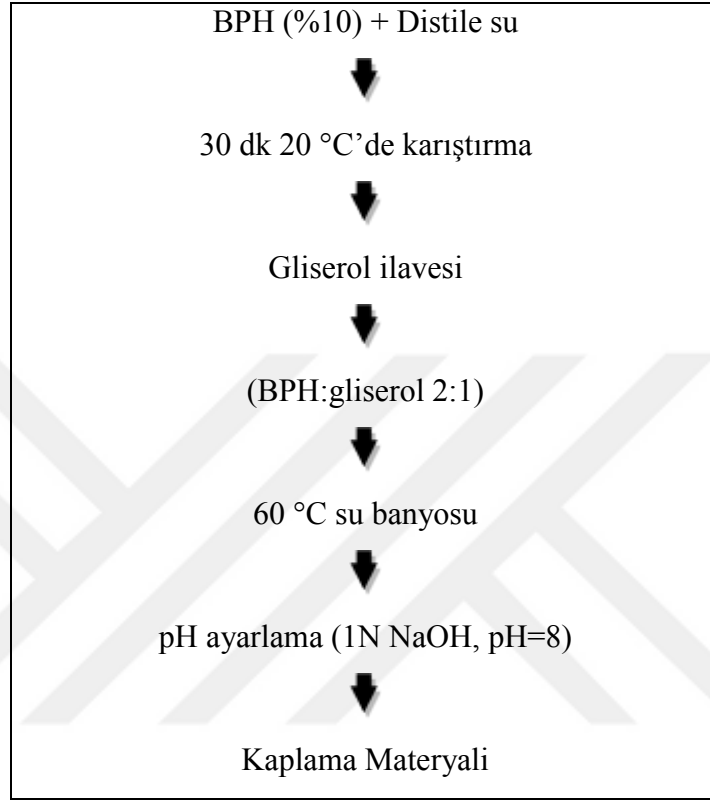 BPH (%10) + Distile su
30 dk 20 °C’de karıştırma
Gliserol ilavesi
(BPH:gliserol 2:1)
60 °C su banyosu
pH ayarlama (1N NaOH, pH=8)
Kaplama Materyali